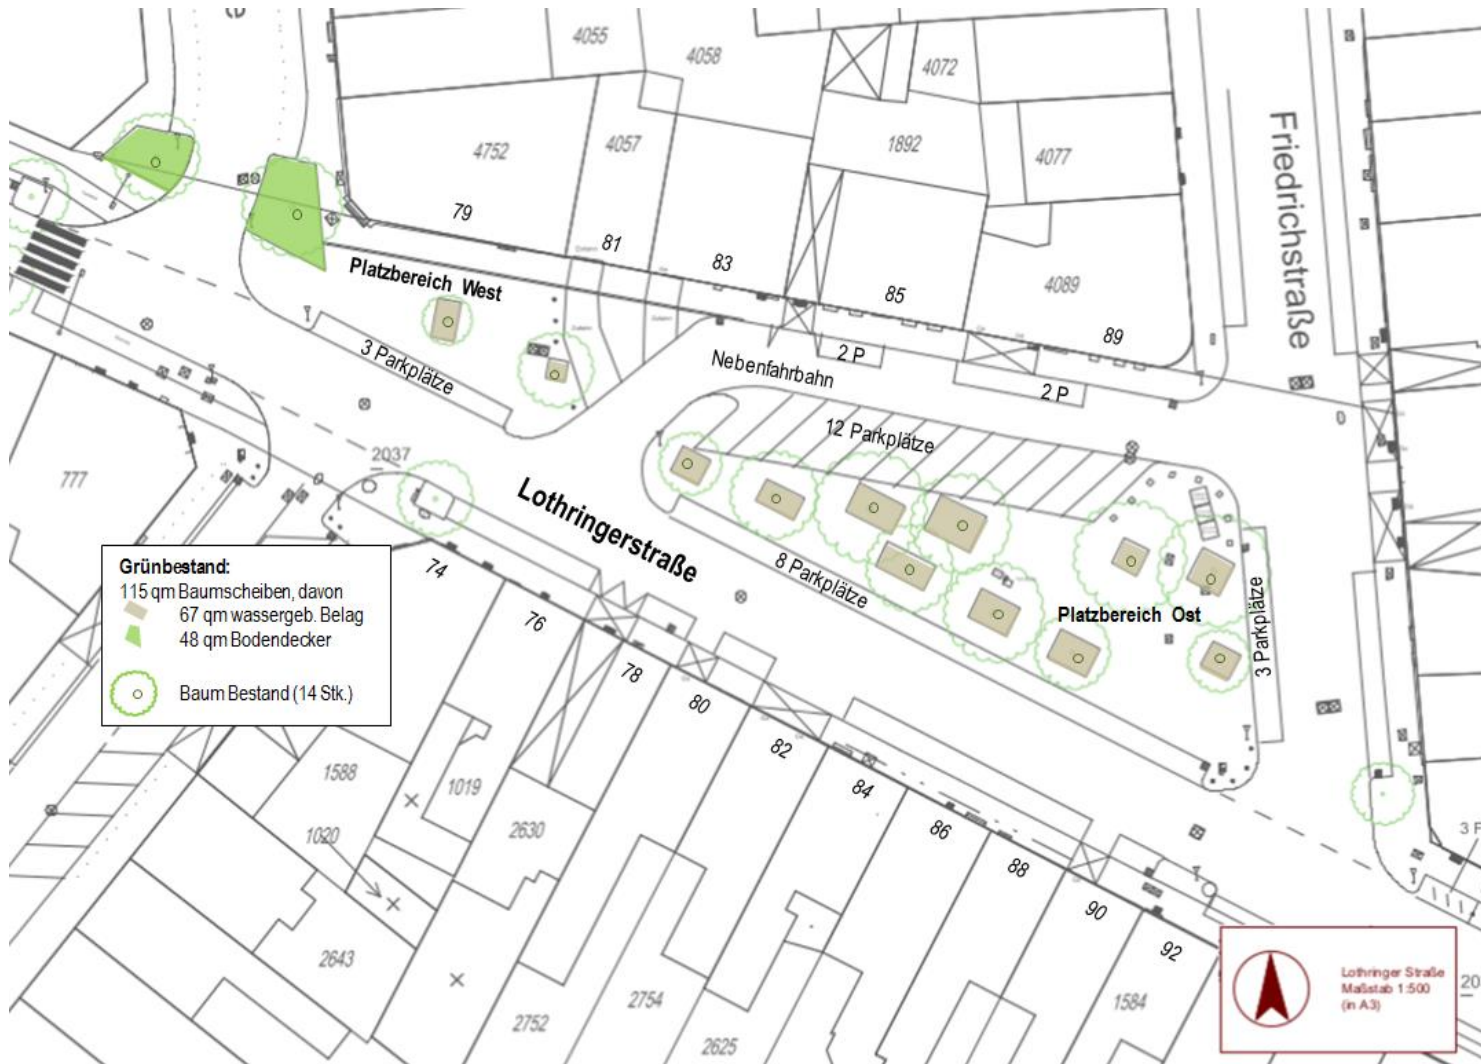 4055
4058
4072
4752
4057
1892
4077
Friedrichstraße
79
81
83
85
4089
89
Platzbereich West
3 Parkplätze
Nebenfahrbahn
2 P
2 P
12 Parkplätze
2037
777
Lothringerstraße
8 Parkplätze
Platzbereich Ost
3 Parkplätze
Grünbestand:
115 qm Baumscheiben, davon
67 qm wassergeb. Belag
48 qm Bodendecker
Baum Bestand (14 Stk.)
74
76
78
80
82
84
86
88
90
92
1588
1019
1020
2630
2643
2752
2754
2625
1584
3 F
20
Lothringer Straße
Maßstab 1:500
(in A3)